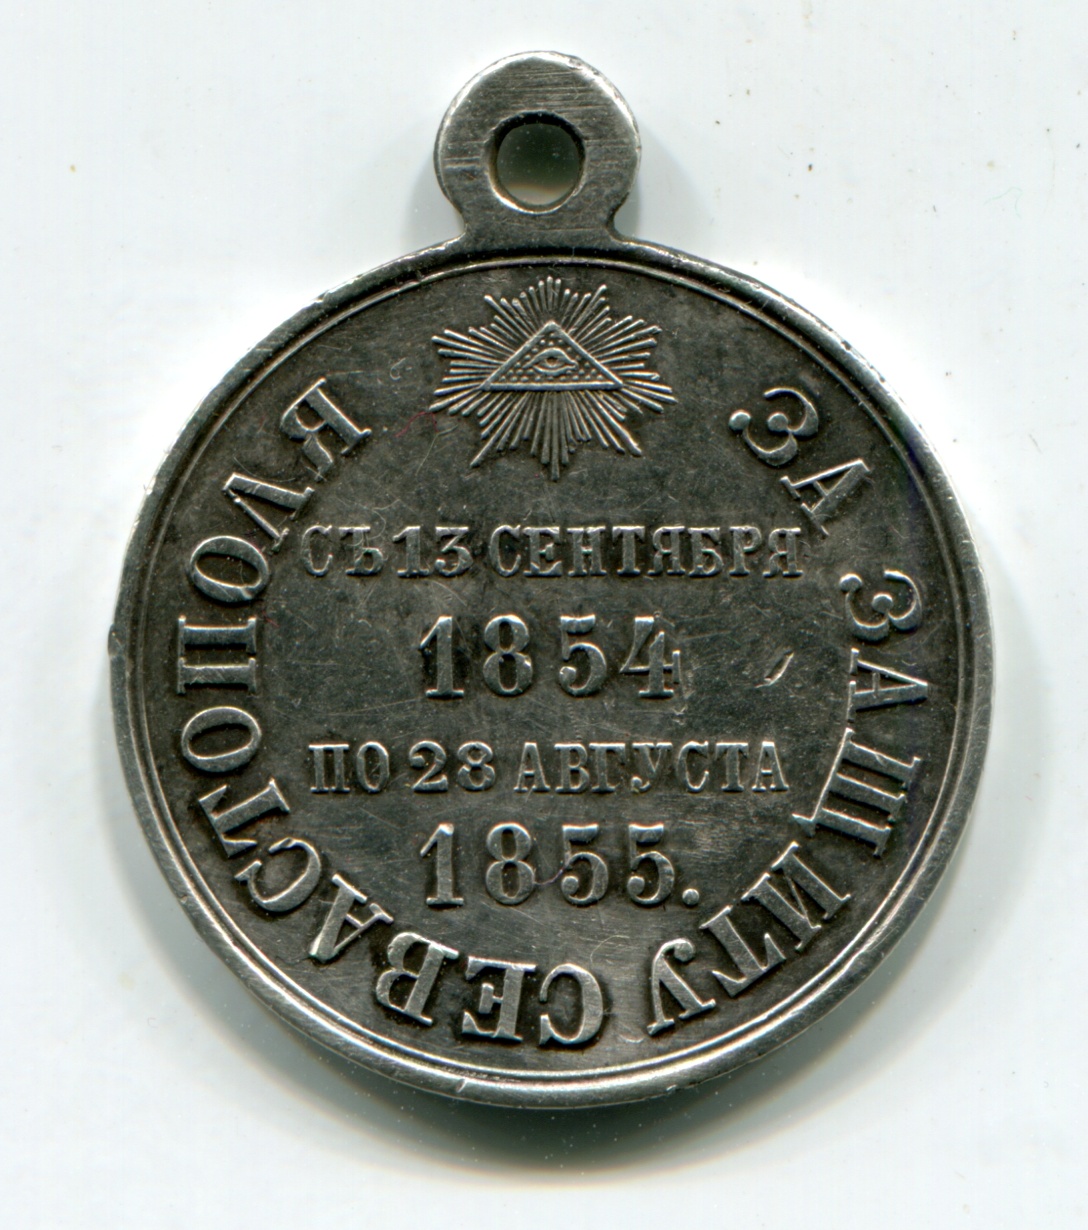 ЗА ЗАЩИТУ СЕВАСТОПОЛЯ
СЪ 13 СЕНТЯБРЯ
1854
ПО 28 АВГУСТА
1855.